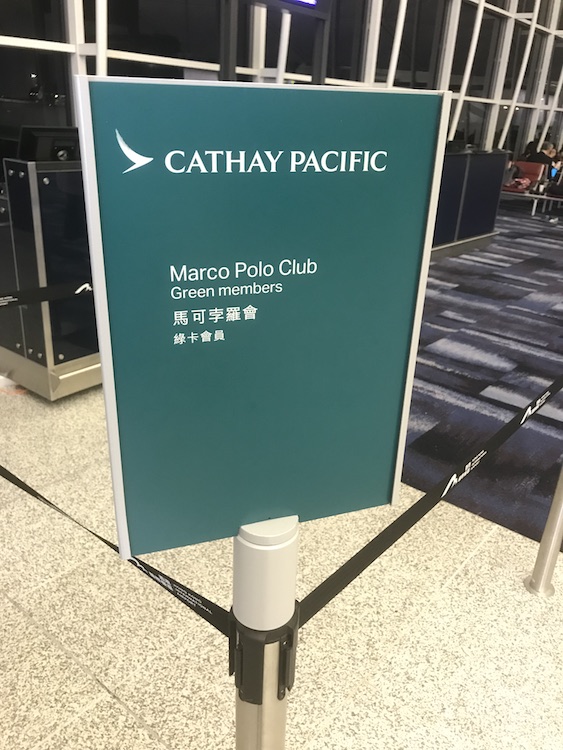 CATHAY PACIFIC
Marco Polo Club
Green members
馬可孛羅會
綠卡會員